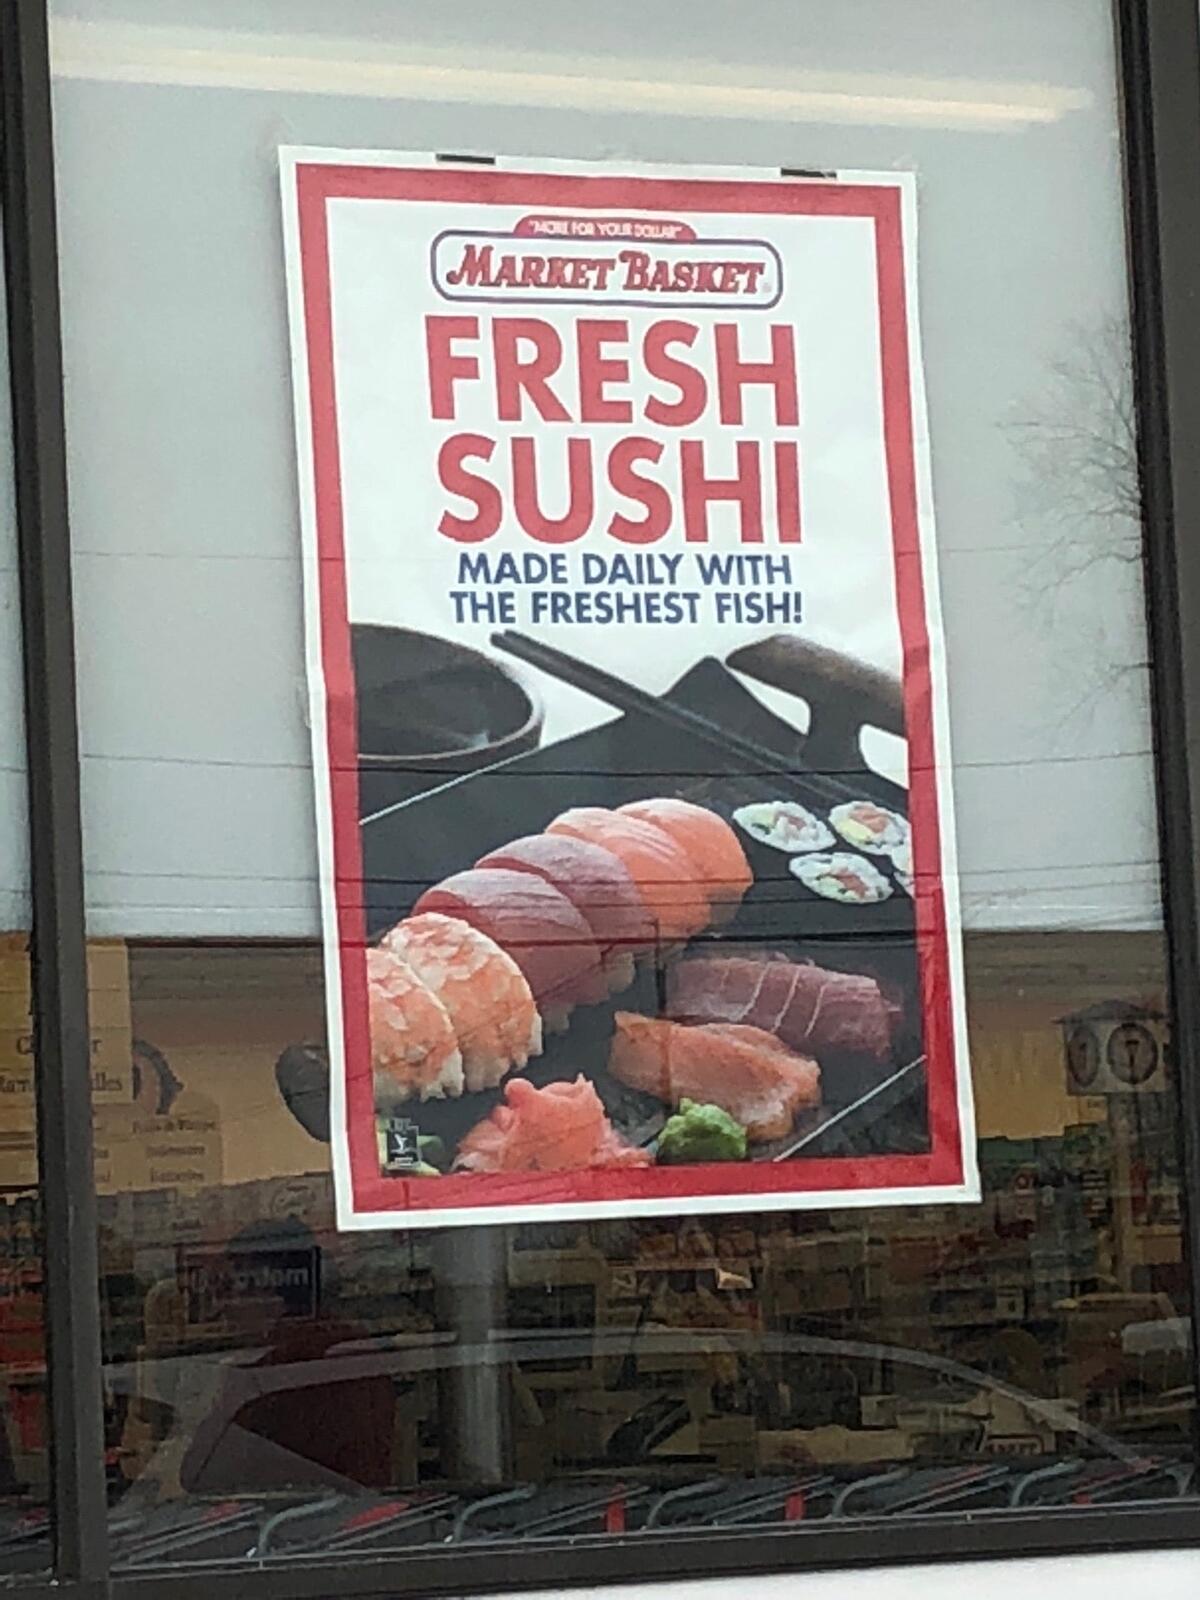 "MORE FOR YOUR DOLLAR"
MARKET BASKET
FRESH
SUSHI
MADE DAILY WITH
THE FRESHEST FISH!